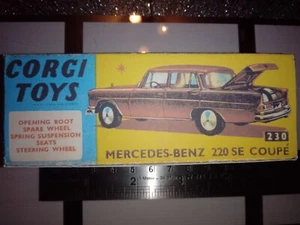 CORGI
TOYS
OPENING BOOT
SPARE WHEEL
SPRING SUSPENSION
SEATS
STEERING WHEEL
230
MERCEDES-BENZ 220 SE COUPÉ